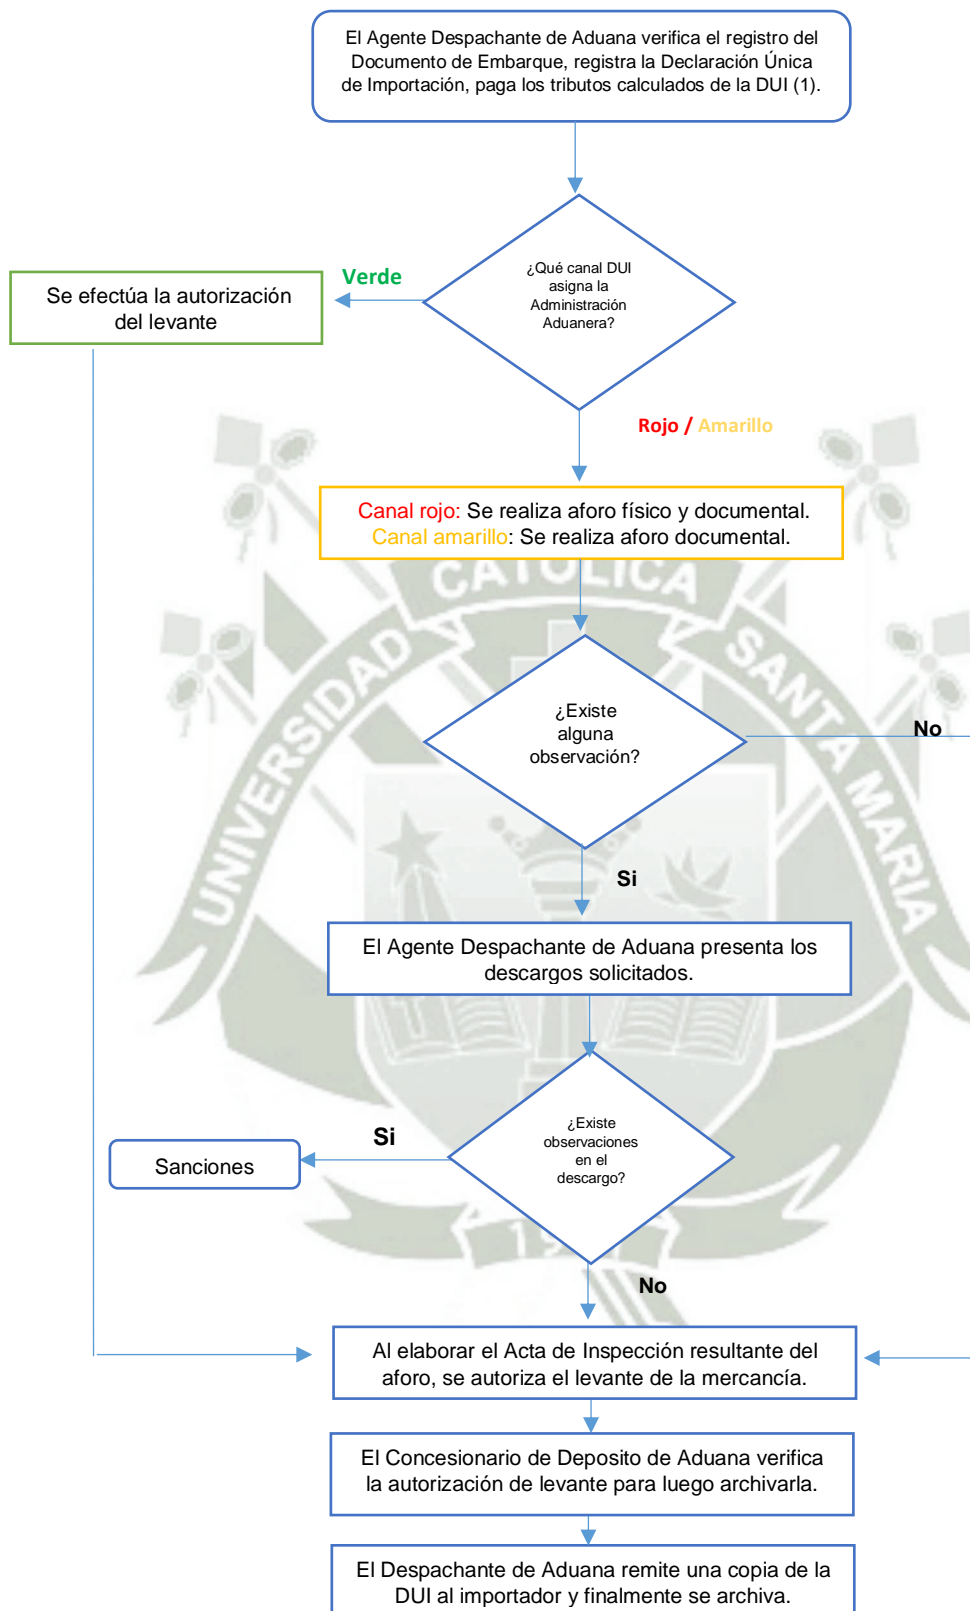 El Agente Despachante de Aduana verifica el registro del
Documento de Embarque, registra la Declaración Única
de Importación, paga los tributos calculados de la DUI (1).
¿Qué canal DUI
asigna la
Administración
Aduanera?
Verde
Se efectúa la autorización
del levante
Rojo / Amarillo
Canal rojo: Se realiza aforo físico y documental.
Canal amarillo: Se realiza aforo documental.
UNIVERSIDAD CATOLICA SANTA MARIA
¿Existe
alguna
observación?
No
Si
El Agente Despachante de Aduana presenta los
descargos solicitados.
¿Existe
observaciones
en el
descargo?
Si
Sanciones
No
Al elaborar el Acta de Inspección resultante del
aforo, se autoriza el levante de la mercancía.
El Concesionario de Deposito de Aduana verifica
la autorización de levante para luego archivarla.
El Despachante de Aduana remite una copia de la
DUI al importador y finalmente se archiva.